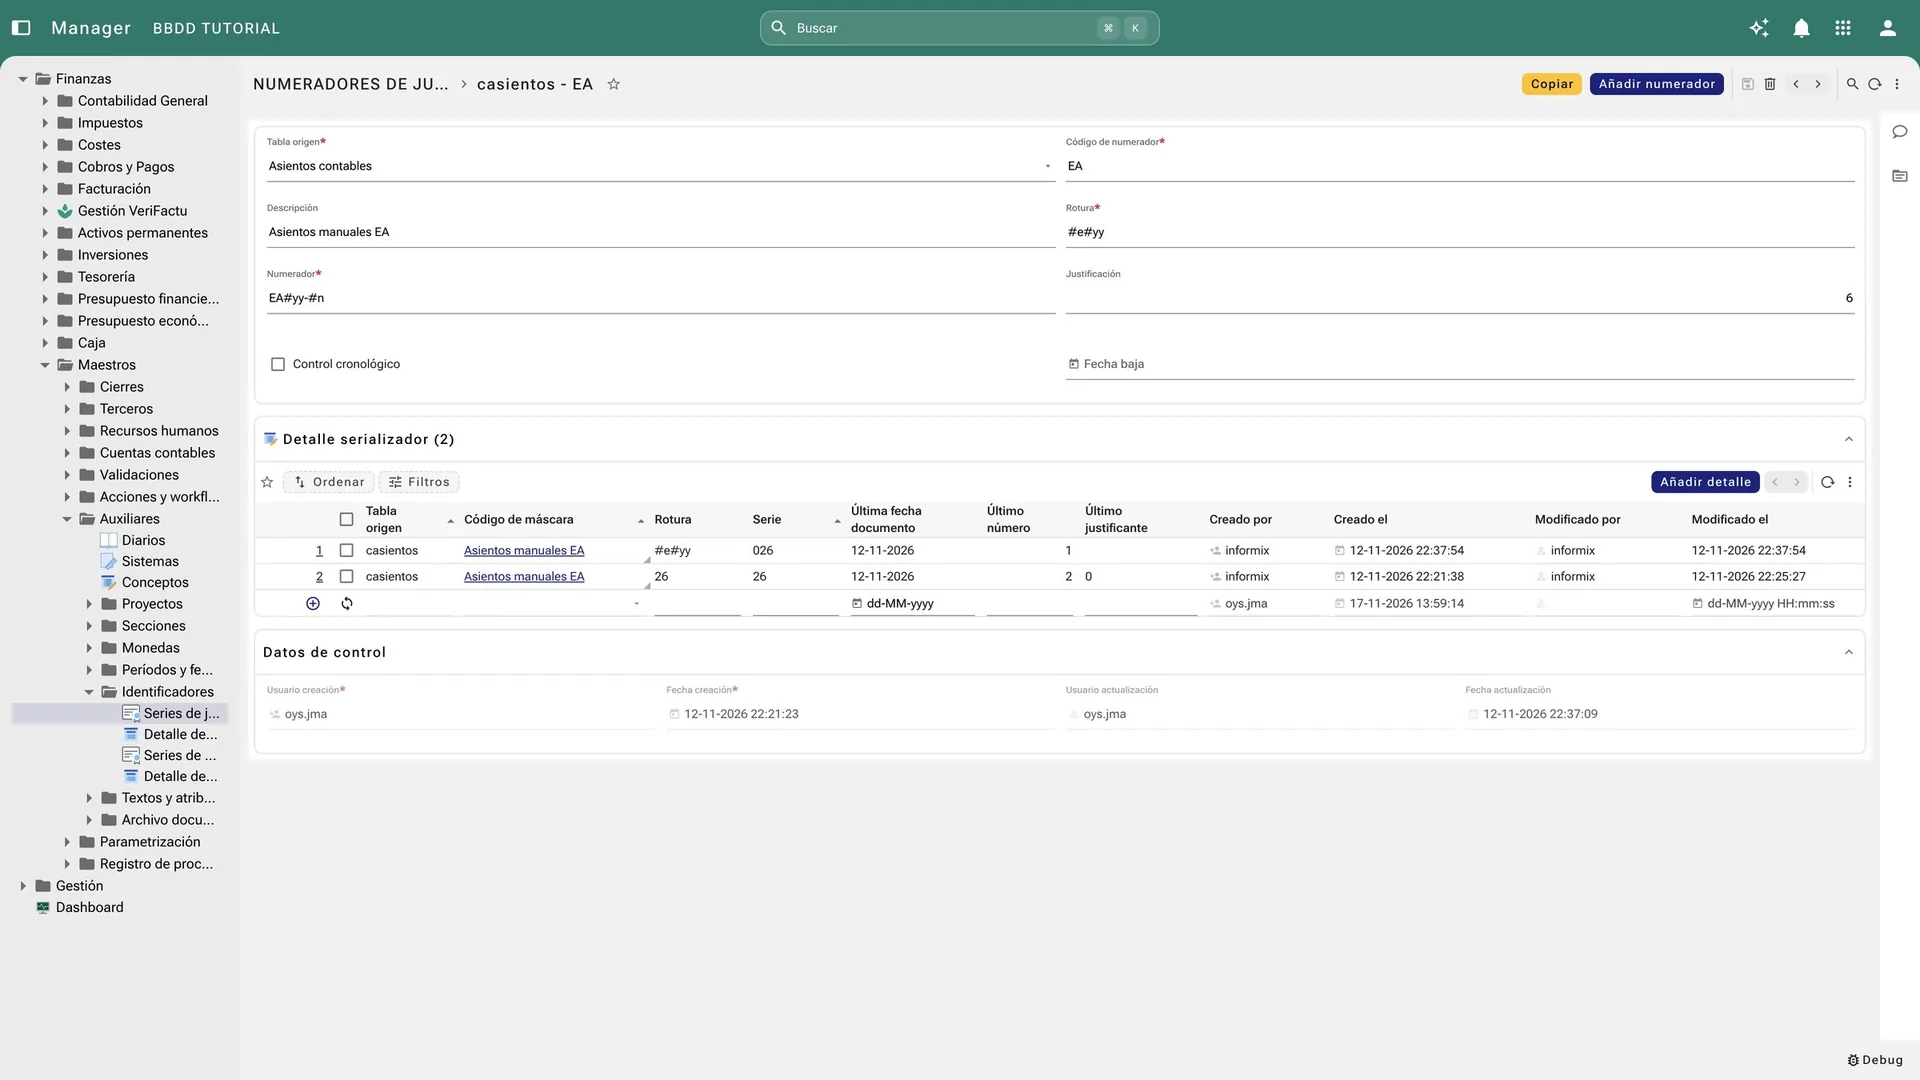 Manager BBDD TUTORIAL Buscar ⌘ K
Finanzas
Contabilidad General
Impuestos
Costes
Cobros y Pagos
Facturación
Gestión VeriFactu
Activos permanentes
Inversiones
Tesorería
Presupuesto financie...
Presupuesto econó...
Caja
Maestros
Cierres
Terceros
Recursos humanos
Cuentas contables
Validaciones
Acciones y workfl...
Auxiliares
Diarios
Sistemas
Conceptos
Proyectos
Secciones
Monedas
Períodos y fe...
Identificadores
Series de j...
Detalle de...
Series de ...
Detalle de...
Textos y atrib...
Archivo docu...
Parametrización
Registro de proc...
Gestión
Dashboard
NUMERADORES DE JU... > casientos - EA
Copiar Añadir numerador
Tabla origen* Código de numerador*
Asientos contables EA
Descripción Rotura*
Asientos manuales EA #e#yy
Numerador* Justificación
EA#yy-#n 6
Control cronológico Fecha baja
Detalle serializador (2)
Ordenar Filtros Añadir detalle
Tabla origen Código de máscara Rotura Serie Última fecha documento Último número Último justificante Creado por Creado el Modificado por Modificado el
1 casientos Asientos manuales EA #e#yy 026 12-11-2026 1 informix 12-11-2026 22:37:54 informix 12-11-2026 22:37:54
2 casientos Asientos manuales EA 26 26 12-11-2026 2 0 informix 12-11-2026 22:21:38 informix 12-11-2026 22:25:27
dd-MM-yyyy oys.jma 17-11-2026 13:59:14 dd-MM-yyyy HH:mm:ss
Datos de control
Usuario creación* Fecha creación* Usuario actualización Fecha actualización
oys.jma 12-11-2026 22:21:23 oys.jma 12-11-2026 22:37:09
Debug